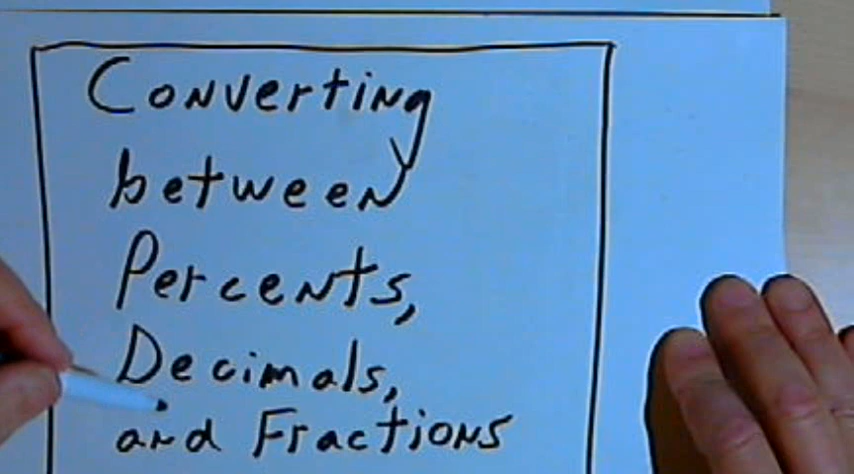 Converting
between
Percents,
Decimals,
and Fractions